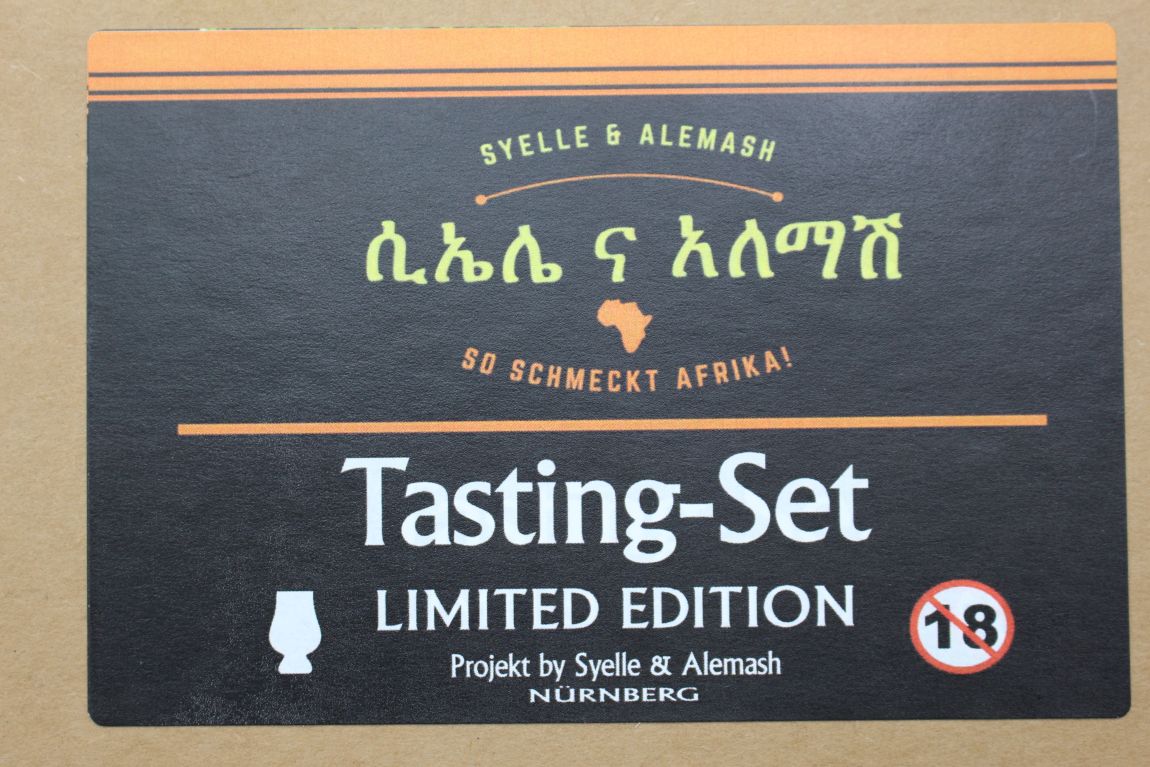 SYELLE & ALEMASH
ሲኤሌ ና አለማሽ
SO SCHMECKT AFRIKA!
Tasting-Set
LIMITED EDITION
18
Projekt by Syelle & Alemash
NÜRNBERG